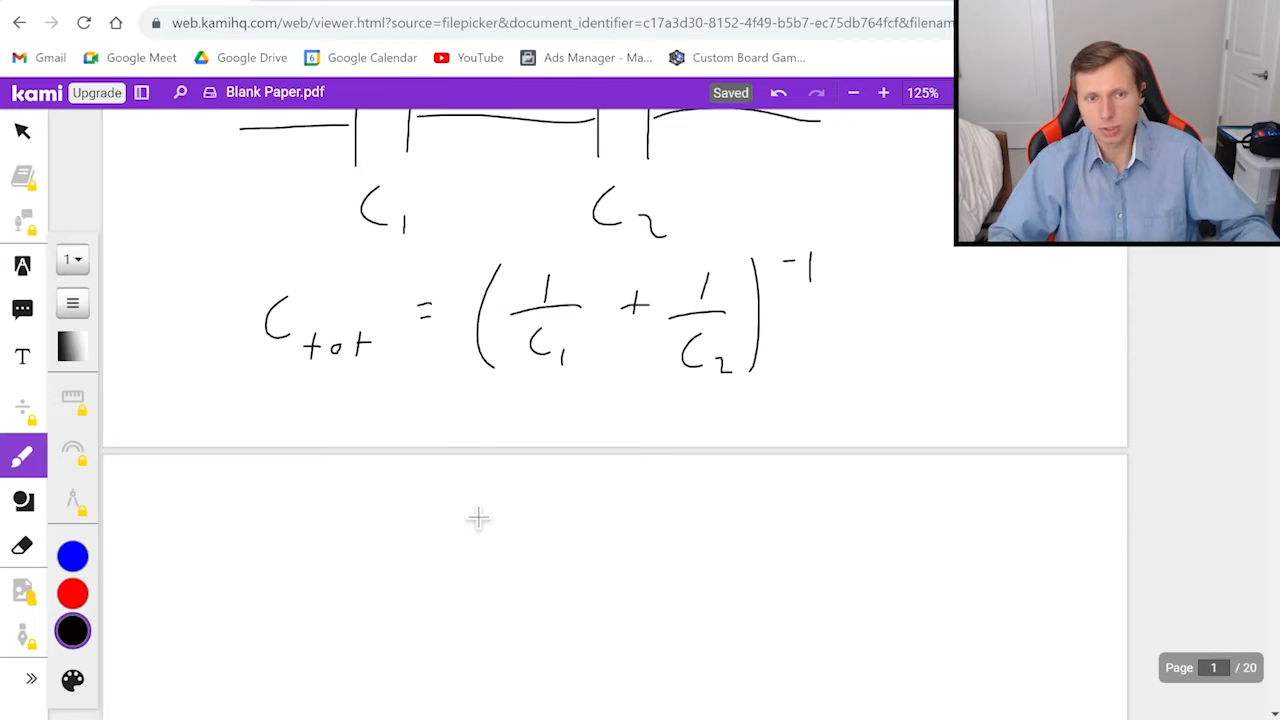 web.kamihq.com/web/viewer.html?source=filepicker&document_identifier=c17a3d30-8152-4f49-b5b7-ec75db764fcf&filenam
Gmail Google Meet Google Drive 6 Google Calendar YouTube Ads Manager - Ma... Custom Board Gam...
kami Upgrade Blank Paper.pdf Saved 125%
C₁ C₂
1
C_tot = (1/C₁ + 1/C₂)⁻¹
T
Page 1 / 20